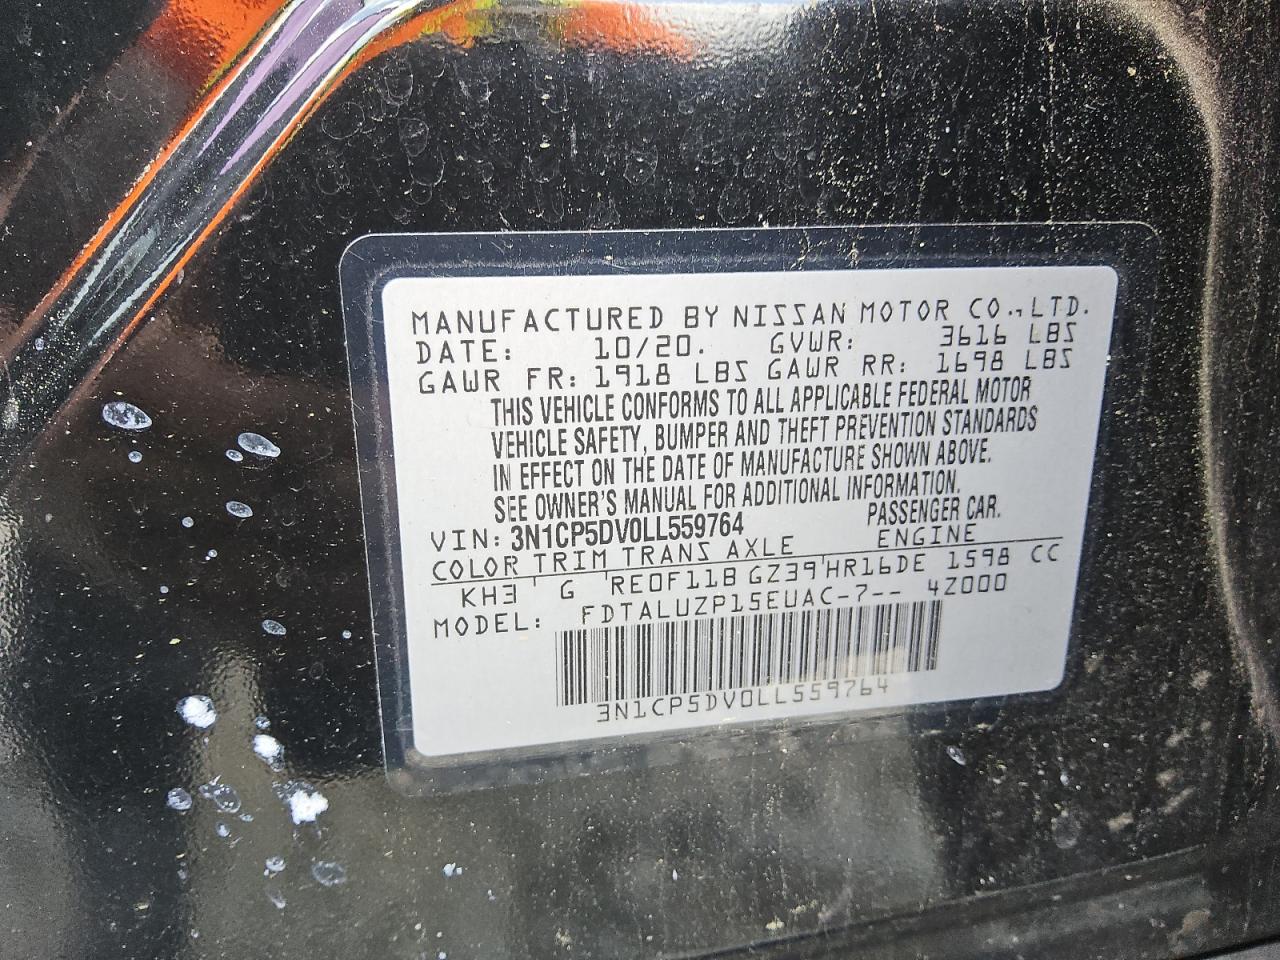 MANUFACTURED BY NISSAN MOTOR CO., LTD.
DATE: 10/20. GVWR: 3616 LBS
GAWR FR: 1918 LBS GAWR RR: 1698 LBS
THIS VEHICLE CONFORMS TO ALL APPLICABLE FEDERAL MOTOR
VEHICLE SAFETY, BUMPER AND THEFT PREVENTION STANDARDS
IN EFFECT ON THE DATE OF MANUFACTURE SHOWN ABOVE.
SEE OWNER'S MANUAL FOR ADDITIONAL INFORMATION.
PASSENGER CAR.
VIN: 3N1CP5DV0LL559764
COLOR TRIM TRANS AXLE ENGINE
KH3 ' G ' RE0F11B GZ39 ' HR16DE 1598 CC
MODEL: FDTALUZP15EUAC-7-- 4Z000
3N1CP5DV0LL559764